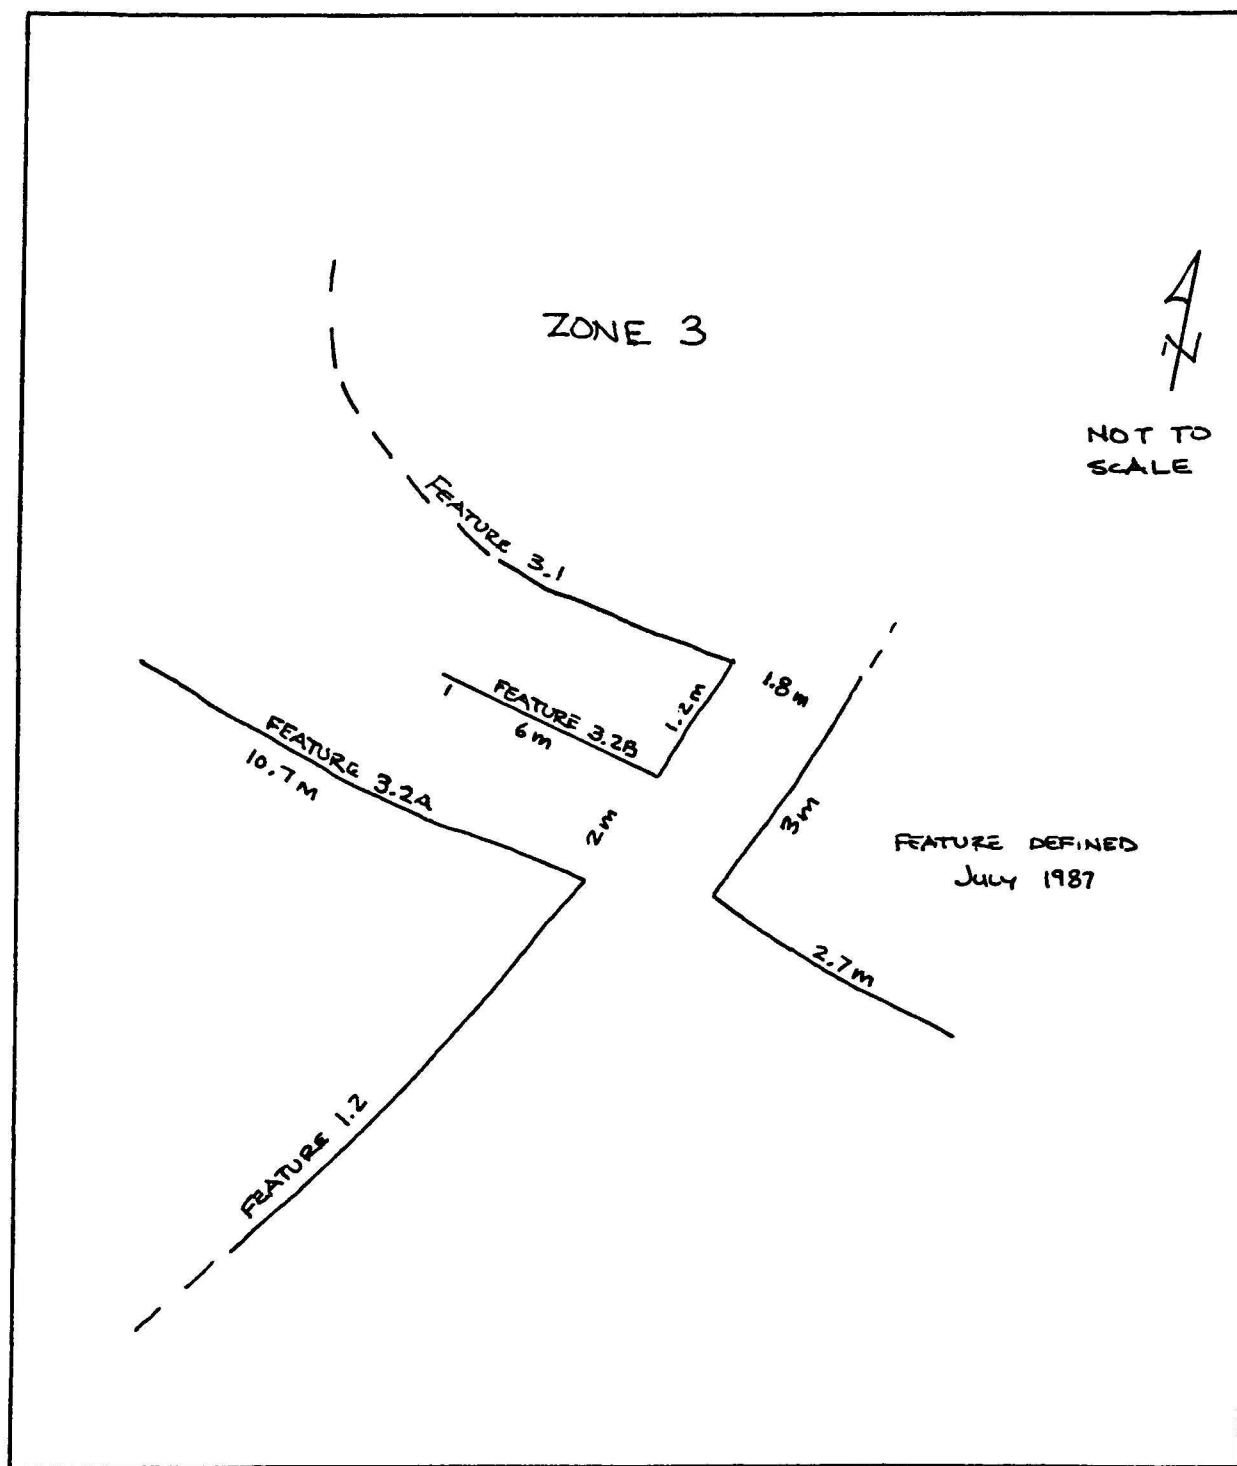 ZONE 3
N
NOT TO
SCALE
FEATURE 3.1
1.8m
1.2m
FEATURE 3.2B
6m
FEATURE 3.2A
10.7m
2m
3m
FEATURE DEFINED
JULY 1987
2.7m
FEATURE 1.2